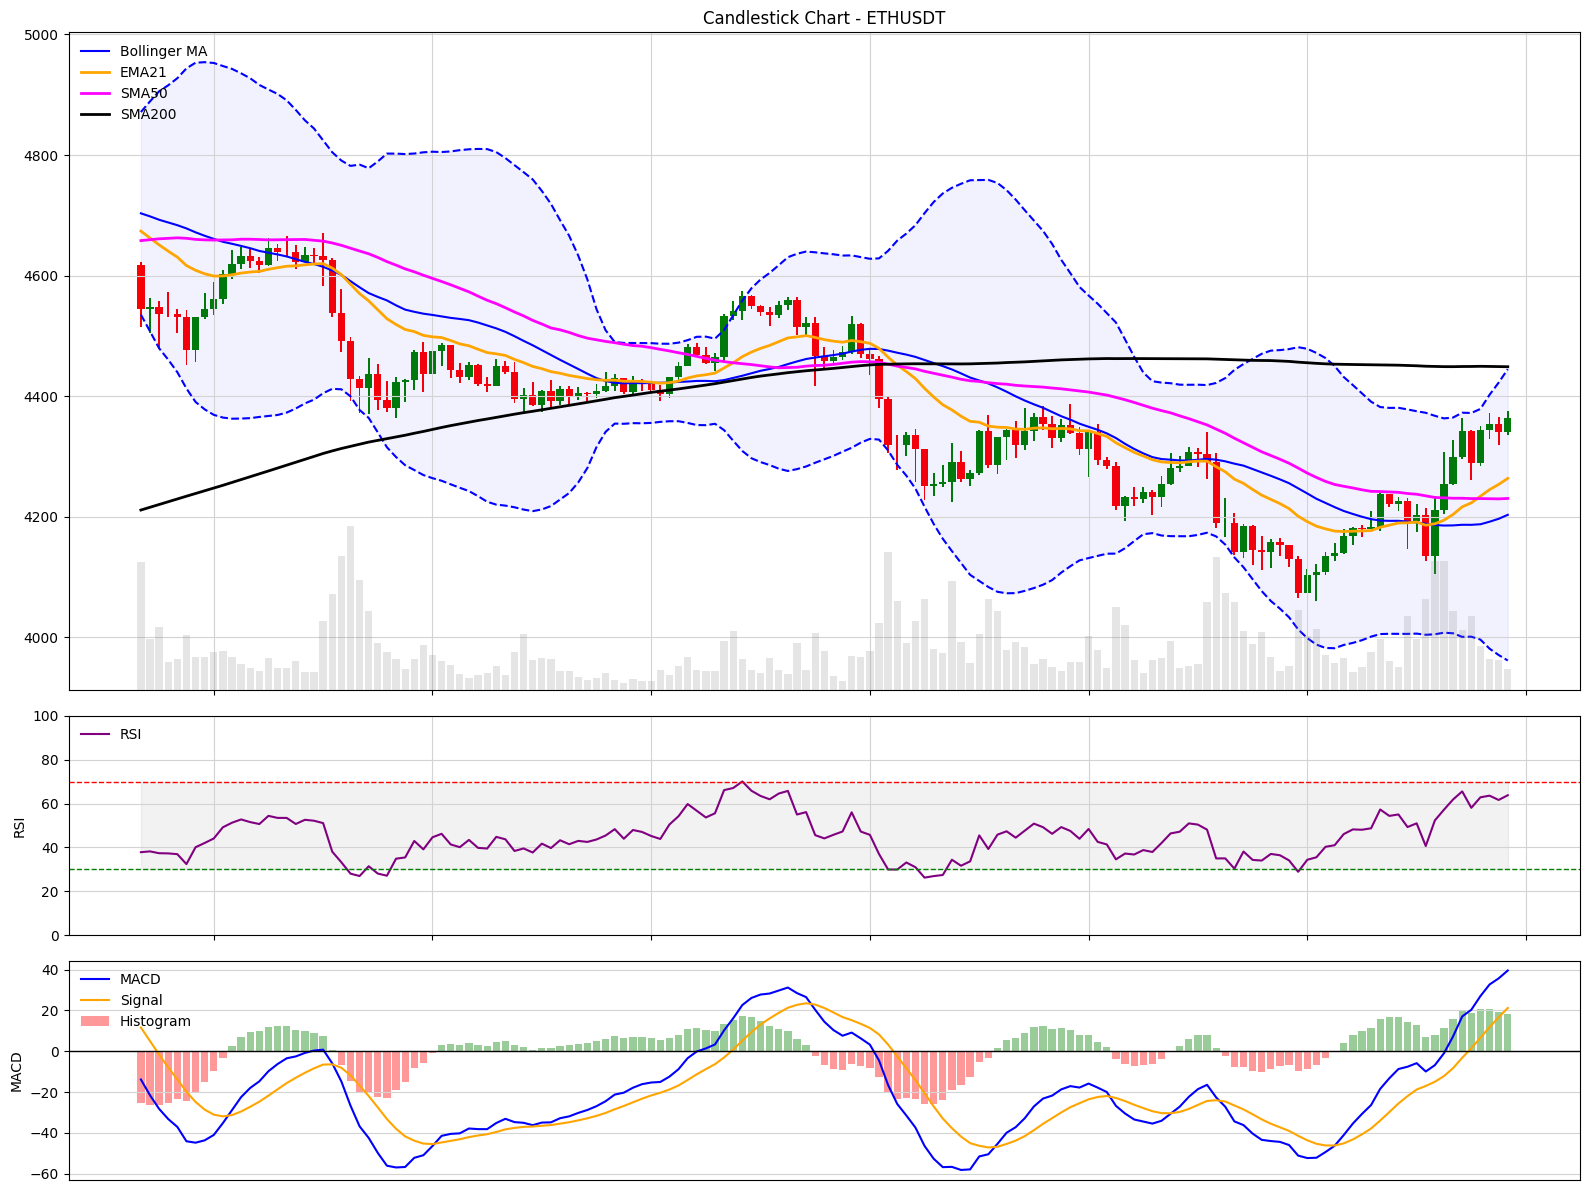 Candlestick Chart - ETHUSDT
5000
4800
4600
4400
4200
4000
Bollinger MA
EMA21
SMA50
SMA200
RSI
100
80
60
40
20
0
RSI
MACD
40
20
0
−20
−40
−60
MACD
Signal
Histogram